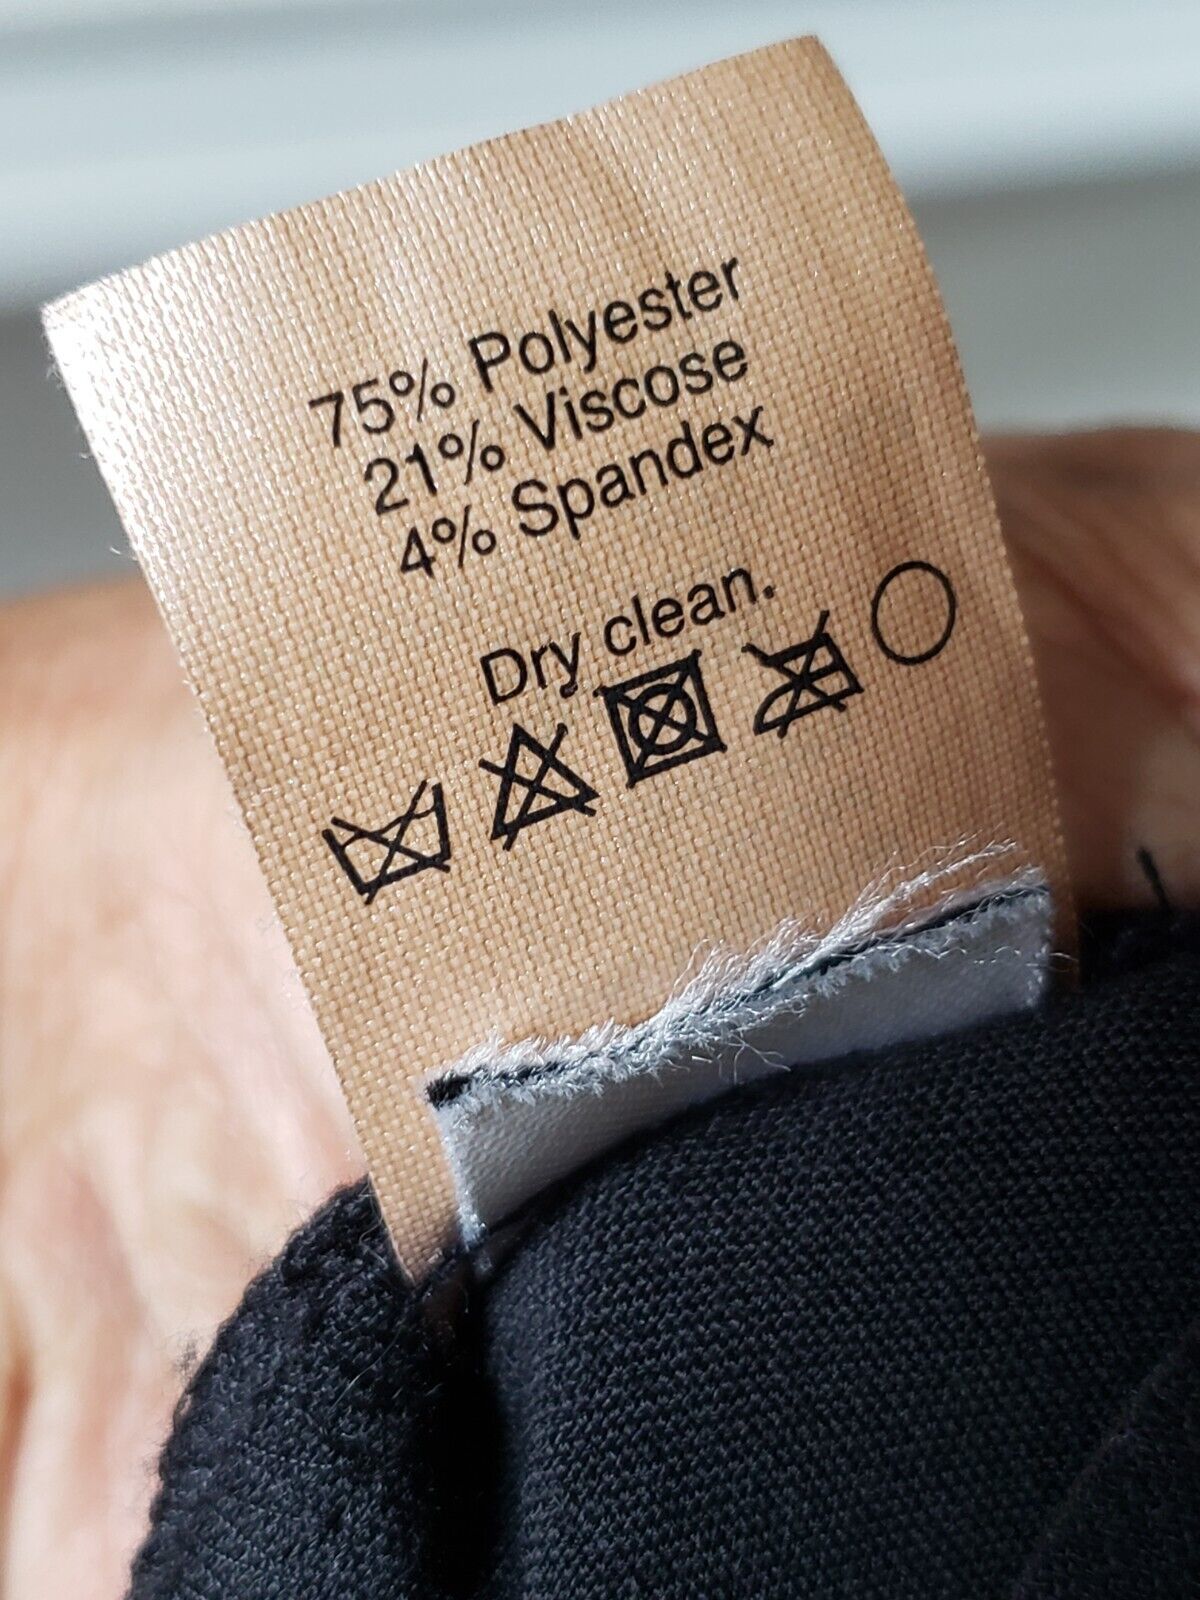 75% Polyester
21% Viscose
4% Spandex
Dry clean.